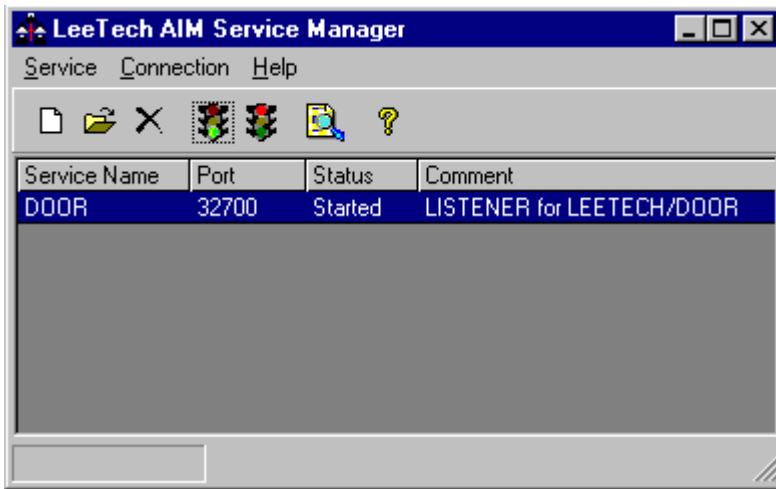 LeeTech AIM Service Manager
Service Connection Help
Service Name Port Status Comment
DOOR 32700 Started LISTENER for LEETECH/DOOR